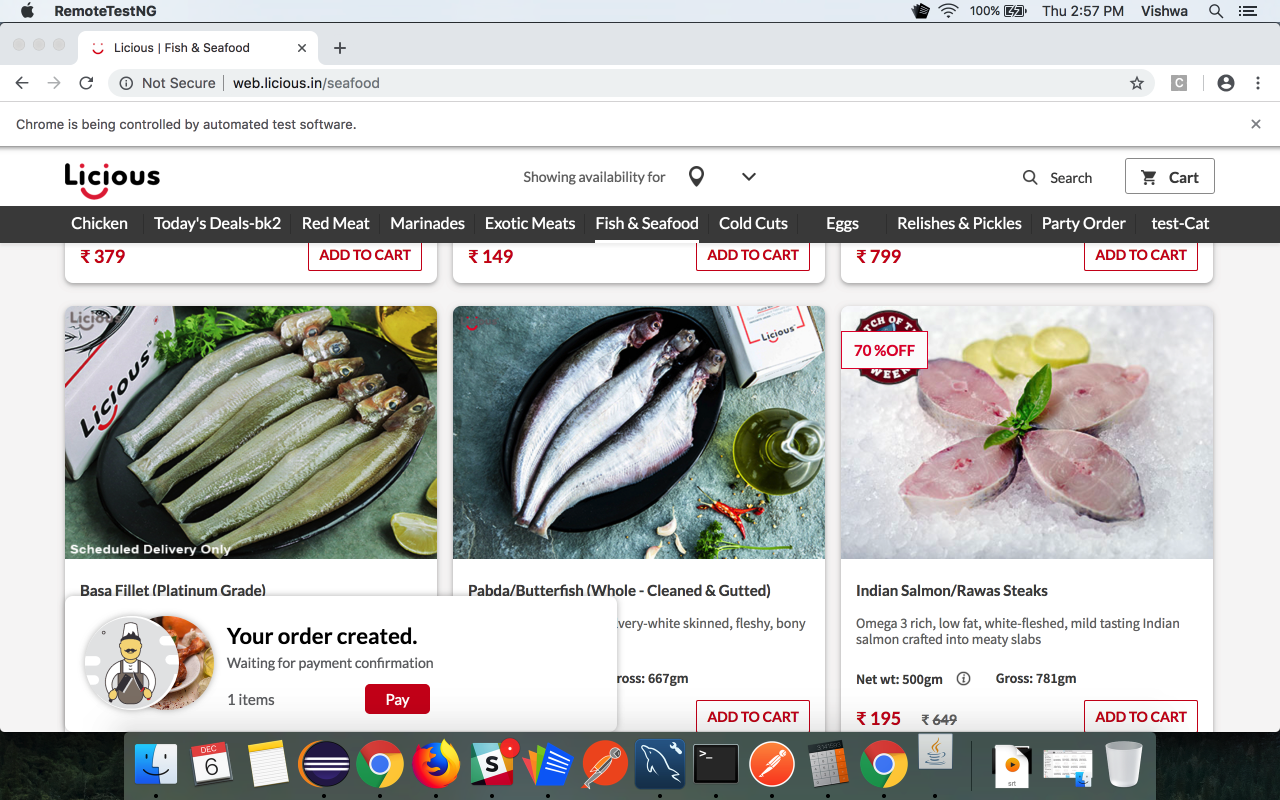 RemoteTestNG
100%
Thu 2:57 PM
Vishwa
Licious | Fish & Seafood
Not Secure
web.licious.in/seafood
C
Chrome is being controlled by automated test software.
Licious
Showing availability for
Search
Cart
Chicken
Today's Deals-bk2
Red Meat
Marinades
Exotic Meats
Fish & Seafood
Cold Cuts
Eggs
Relishes & Pickles
Party Order
test-Cat
₹ 379
ADD TO CART
₹ 149
ADD TO CART
₹ 799
ADD TO CART
Licious
Licious
Scheduled Delivery Only
Licious
70 %OFF
WEEK
Basa Fillet (Platinum Grade)
Pabda/Butterfish (Whole - Cleaned & Gutted)
Indian Salmon/Rawas Steaks
skinned, fleshy, bony
Omega 3 rich, low fat, white-fleshed, mild tasting Indian
salmon crafted into meaty slabs
667gm
Net wt: 500gm
Gross: 781gm
ADD TO CART
₹ 195
₹ 649
ADD TO CART
Your order created.
Waiting for payment confirmation
1 items
Pay
DEC
6
S
>_
srt